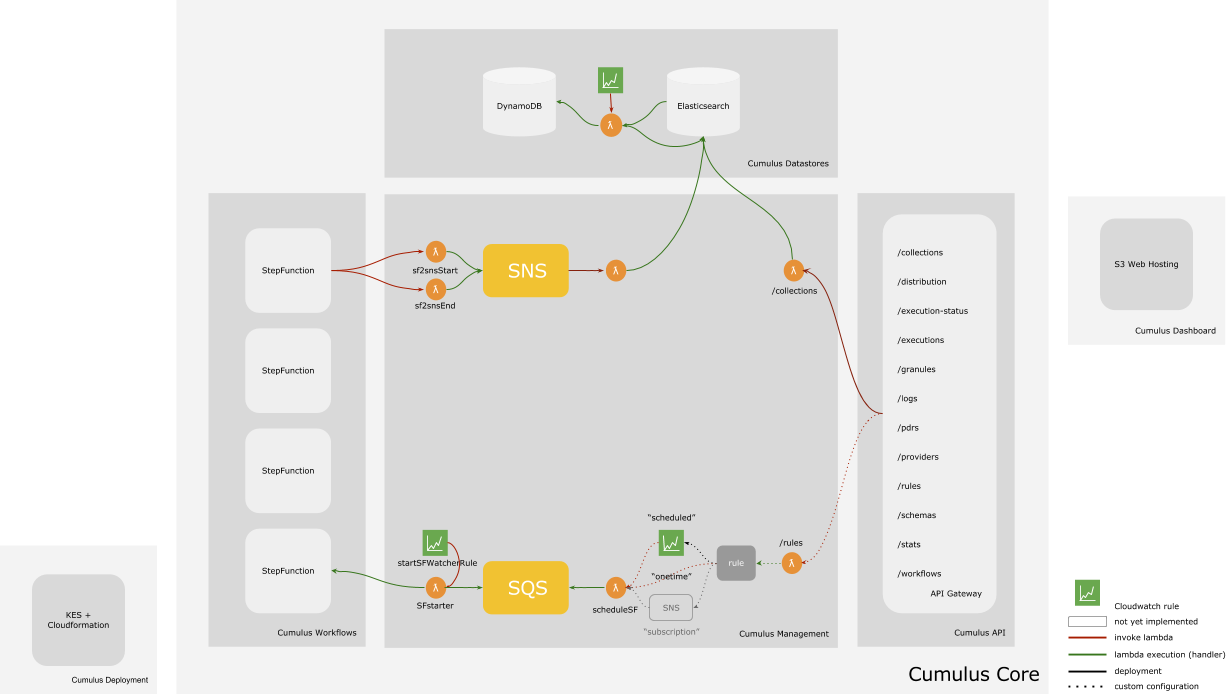 DynamoDB
λ
Elasticsearch
Cumulus Datastores
StepFunction
StepFunction
StepFunction
StepFunction
Cumulus Workflows
λ
sf2snsStart
λ
sf2snsEnd
SNS
λ
λ
/collections
startSFWatcherRule
λ
SFstarter
SQS
λ
scheduleSF
"scheduled"
"onetime"
SNS
"subscription"
rule
/rules
λ
Cumulus Management
/collections
/distribution
/execution-status
/executions
/granules
/logs
/pdrs
/providers
/rules
/schemas
/stats
/workflows
API Gateway
Cumulus API
Cumulus Core
S3 Web Hosting
Cumulus Dashboard
KES +
Cloudformation
Cumulus Deployment
Cloudwatch rule
not yet implemented
invoke lambda
lambda execution (handler)
deployment
custom configuration